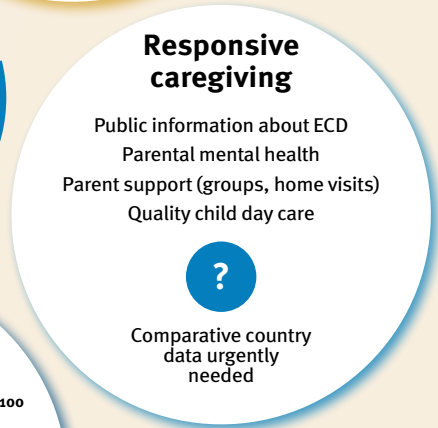 Responsive
caregiving
Public information about ECD
Parental mental health
Parent support (groups, home visits)
Quality child day care
?
Comparative country
data urgently
needed
100